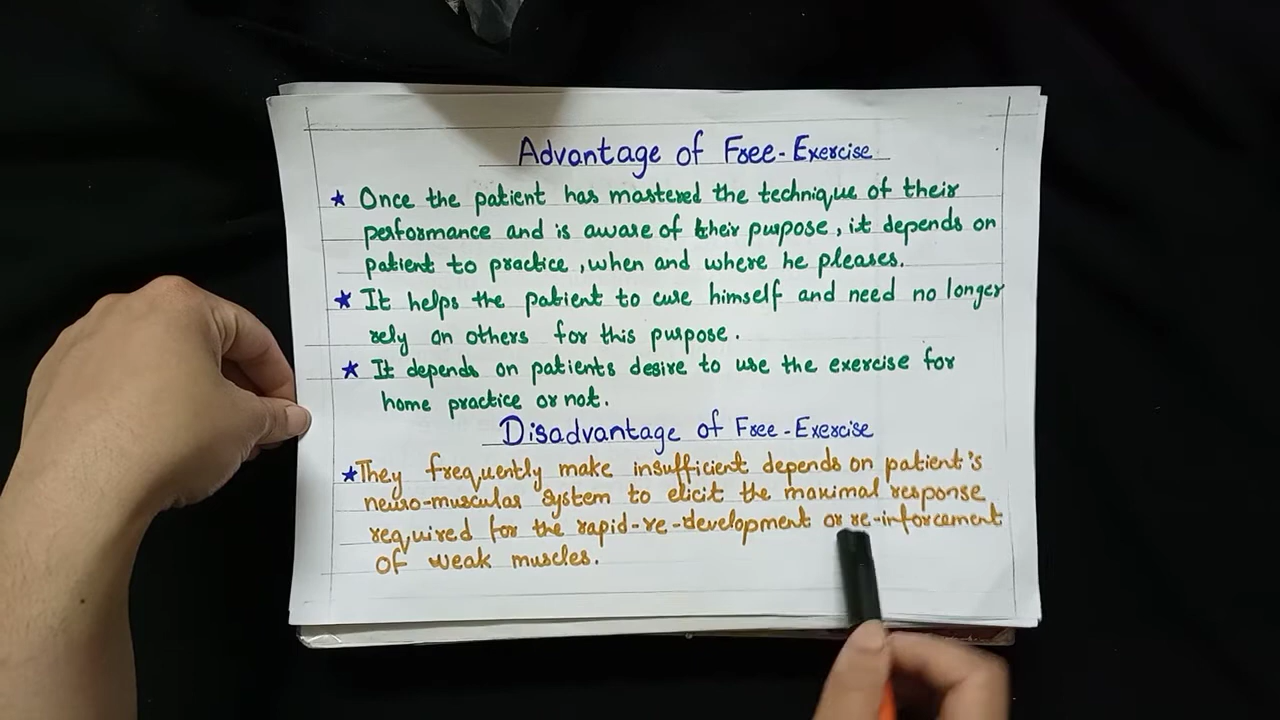 Advantage of Free-Exercise
★ Once the patient has mastered the technique of their
performance and is aware of their purpose, it depends on
patient to practice, when and where he pleases.
★ It helps the patient to cure himself and need no longer
rely on others for this purpose.
★ It depends on patients desire to use the exercise for
home practice or not.
Disadvantage of Free-Exercise
★ They frequently make insufficient depends on patient's
neuro-muscular system to elicit the maximal response
required for the rapid-re-development or re-inforcement
of weak muscles.